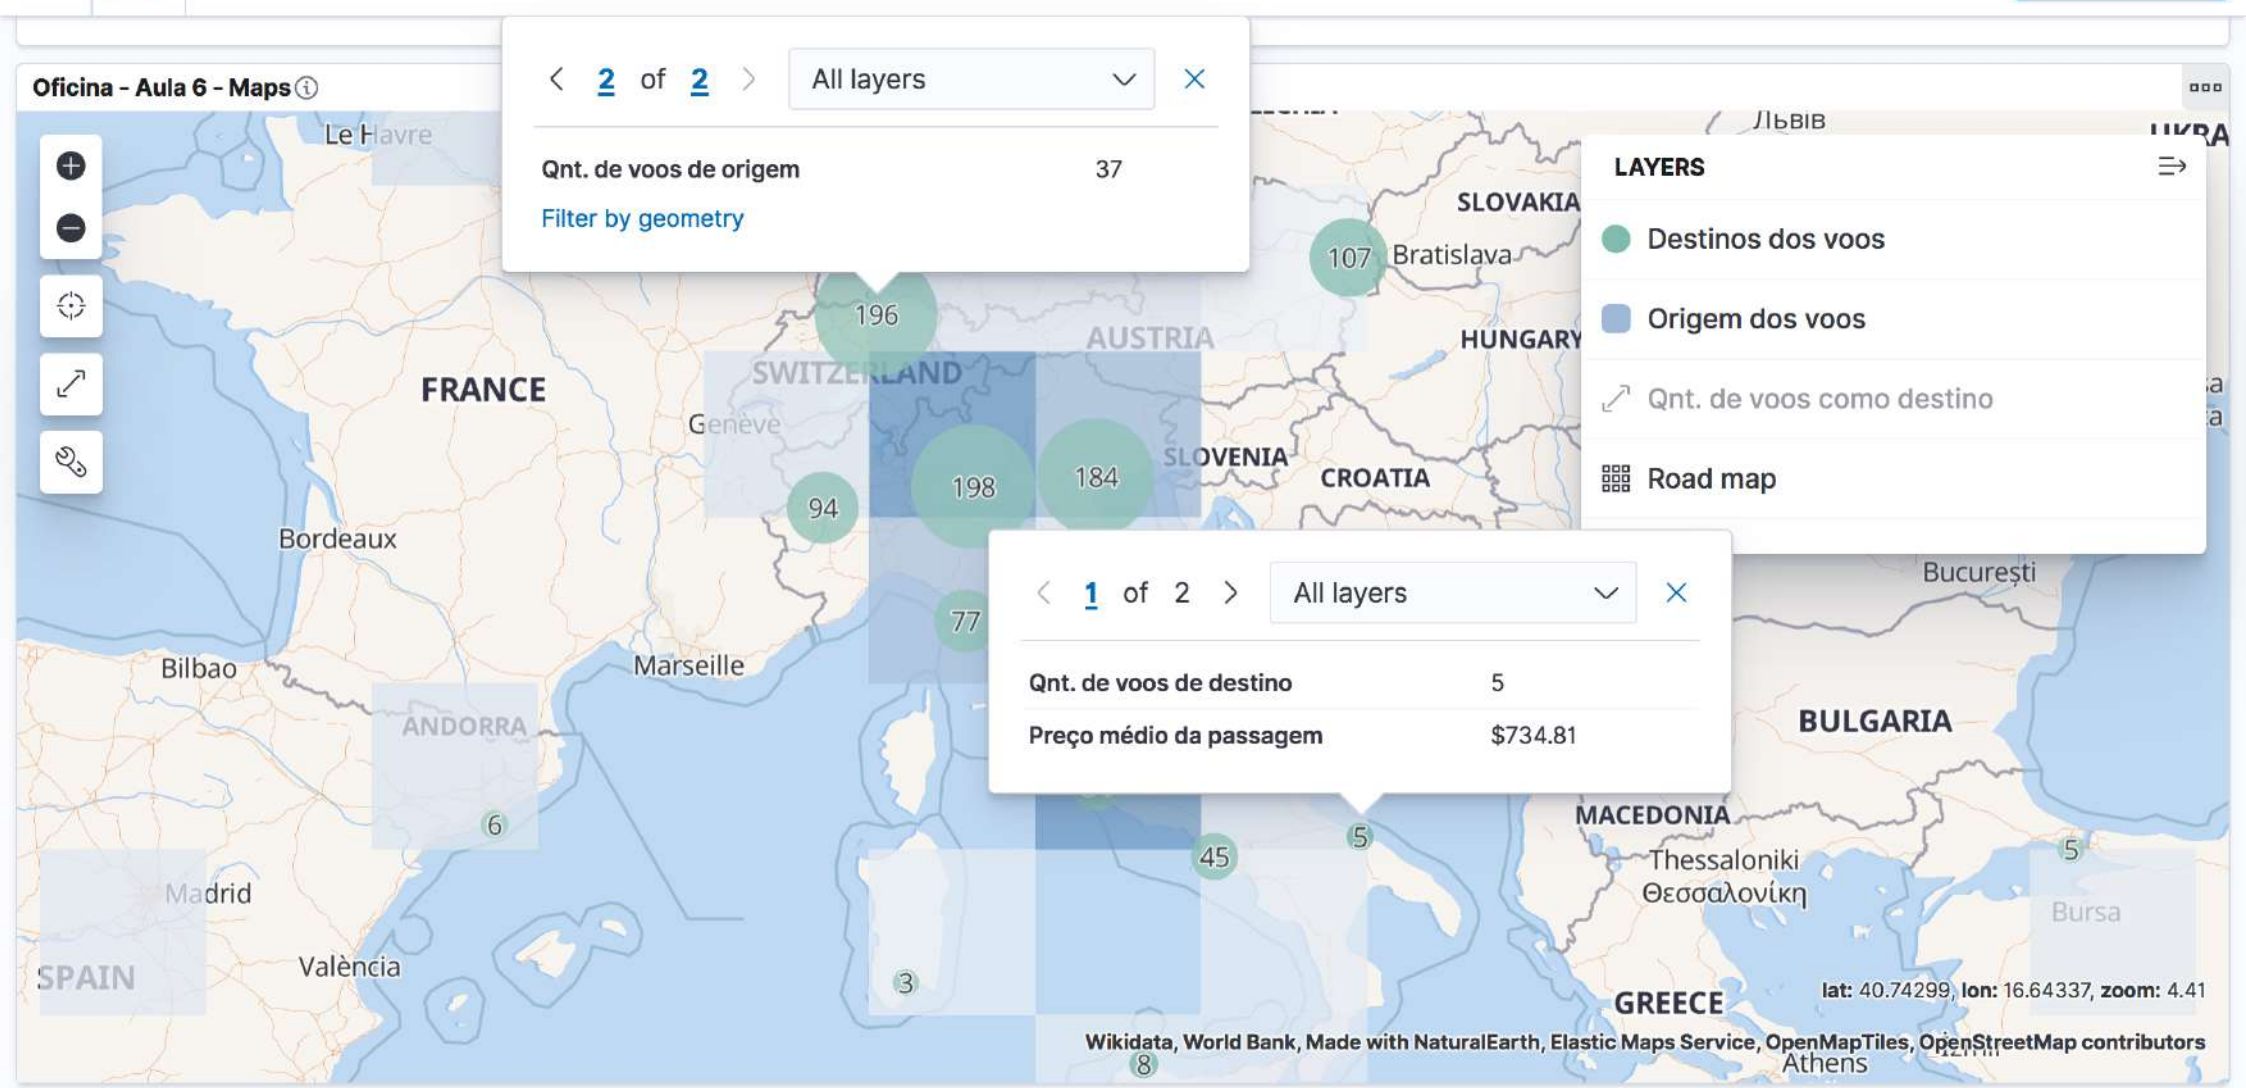 2 of 2 All layers
Oficina - Aula 6 - Maps
Qnt. de voos de origem 37
Filter by geometry
Le Havre
Львів
LAYERS
Destinos dos voos
Origem dos voos
Qnt. de voos como destino
Road map
SLOVAKIA
107 Bratislava
196
AUSTRIA
HUNGARY
SWITZERLAND
FRANCE
Genève
SLOVENIA
CROATIA
198
184
94
Bordeaux
București
1 of 2 All layers
77
Bilbao
Marseille
Qnt. de voos de destino 5
Preço médio da passagem $734.81
ANDORRA
BULGARIA
MACEDONIA
6
5
45
5
Thessaloniki
Θεσσαλονίκη
Madrid
Bursa
València
SPAIN
3
lat: 40.74299, lon: 16.64337, zoom: 4.41
GREECE
Wikidata, World Bank, Made with NaturalEarth, Elastic Maps Service, OpenMapTiles, OpenStreetMap contributors
8
Athens